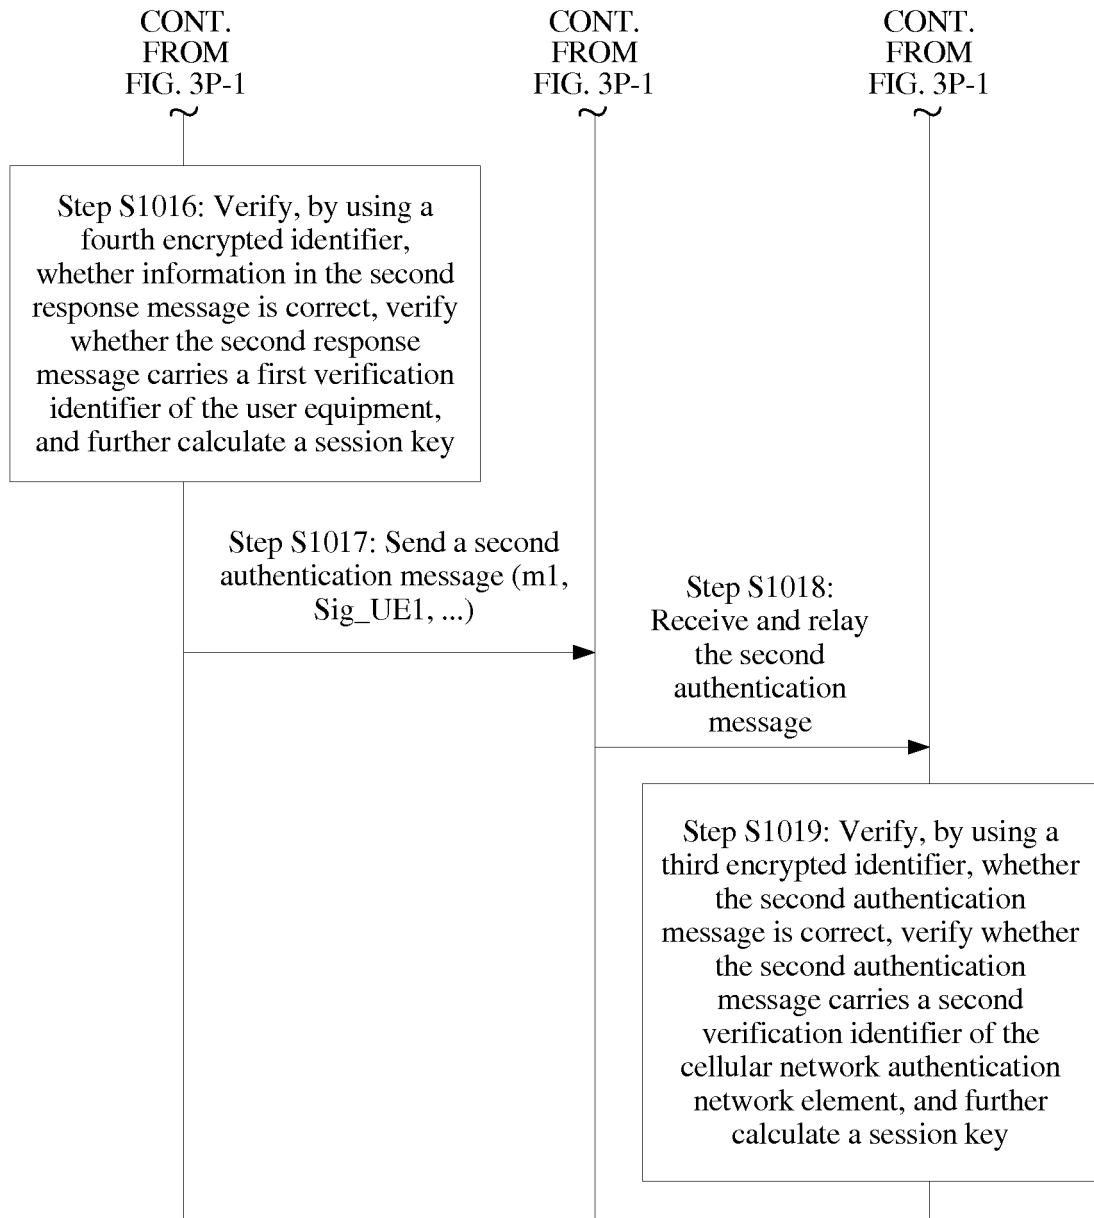 CONT.
FROM
FIG. 3P-1
CONT.
FROM
FIG. 3P-1
CONT.
FROM
FIG. 3P-1
Step S1016: Verify, by using a
fourth encrypted identifier,
whether information in the second
response message is correct, verify
whether the second response
message carries a first verification
identifier of the user equipment,
and further calculate a session key
Step S1017: Send a second
authentication message (m1,
Sig_UE1, ...)
Step S1018:
Receive and relay
the second
authentication
message
Step S1019: Verify, by using a
third encrypted identifier, whether
the second authentication
message is correct, verify whether
the second authentication
message carries a second
verification identifier of the
cellular network authentication
network element, and further
calculate a session key